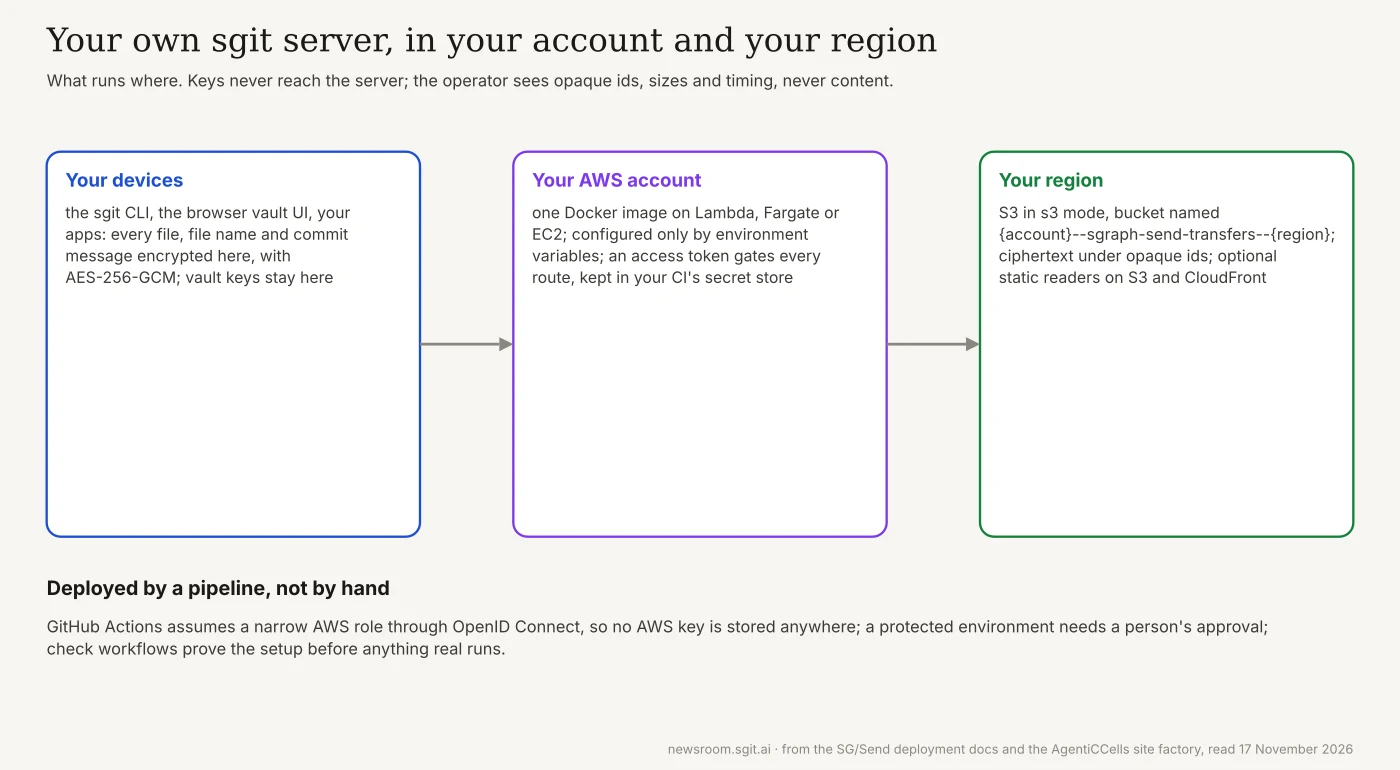 Your own sgit server, in your account and your region
What runs where. Keys never reach the server; the operator sees opaque ids, sizes and timing, never content.
Your devices
the sgit CLI, the browser vault UI, your
apps: every file, file name and commit
message encrypted here, with
AES-256-GCM; vault keys stay here
Your AWS account
one Docker image on Lambda, Fargate or
EC2; configured only by environment
variables; an access token gates every
route, kept in your CI's secret store
Your region
S3 in s3 mode, bucket named
{account}--sgraph-send-transfers--{region};
ciphertext under opaque ids; optional
static readers on S3 and CloudFront
Deployed by a pipeline, not by hand
GitHub Actions assumes a narrow AWS role through OpenID Connect, so no AWS key is stored anywhere; a protected environment needs a person's approval;
check workflows prove the setup before anything real runs.
newsroom.sgit.ai · from the SG/Send deployment docs and the AgentiCCells site factory, read 17 November 2026